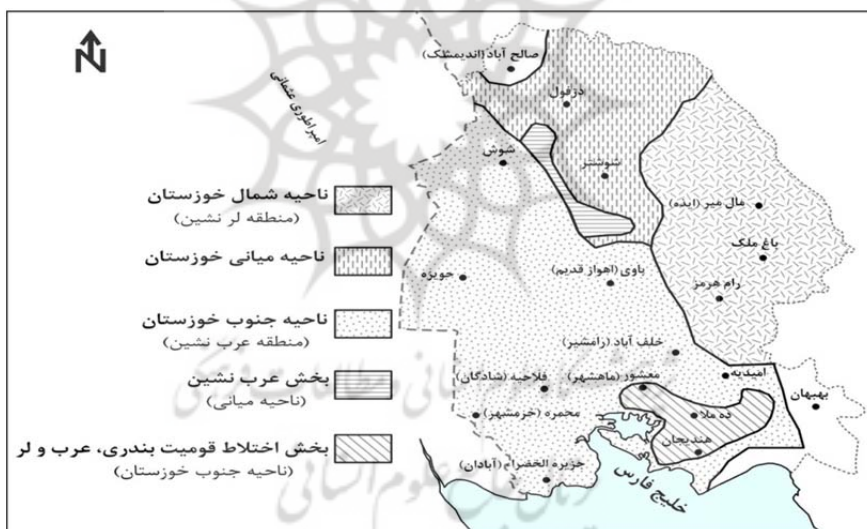 N
امپراطوری عثمانی
صالح آباد (اندیمشک)
دزفول
شوش
شوشتر
مال میر (ایذه)
باغ ملک
رام هرمز
حویزه
باوی (اهواز قدیم)
خلف آباد (رامشیر)
معشور (ماهشهر)
امیدیه
بهبهان
فلاحیه (شادگان)
ده ملا
محمره (خرمشهر)
هندیجان
جزیره الخضرام (آبادان)
خلیج فارس
ناحیه شمال خوزستان
(منطقه لر نشین)
ناحیه میانی خوزستان
ناحیه جنوب خوزستان
(منطقه عرب نشین)
بخش عرب نشین
(ناحیه میانی)
بخش اختلاط قومیت بندری، عرب و لر
(ناحیه جنوب خوزستان)